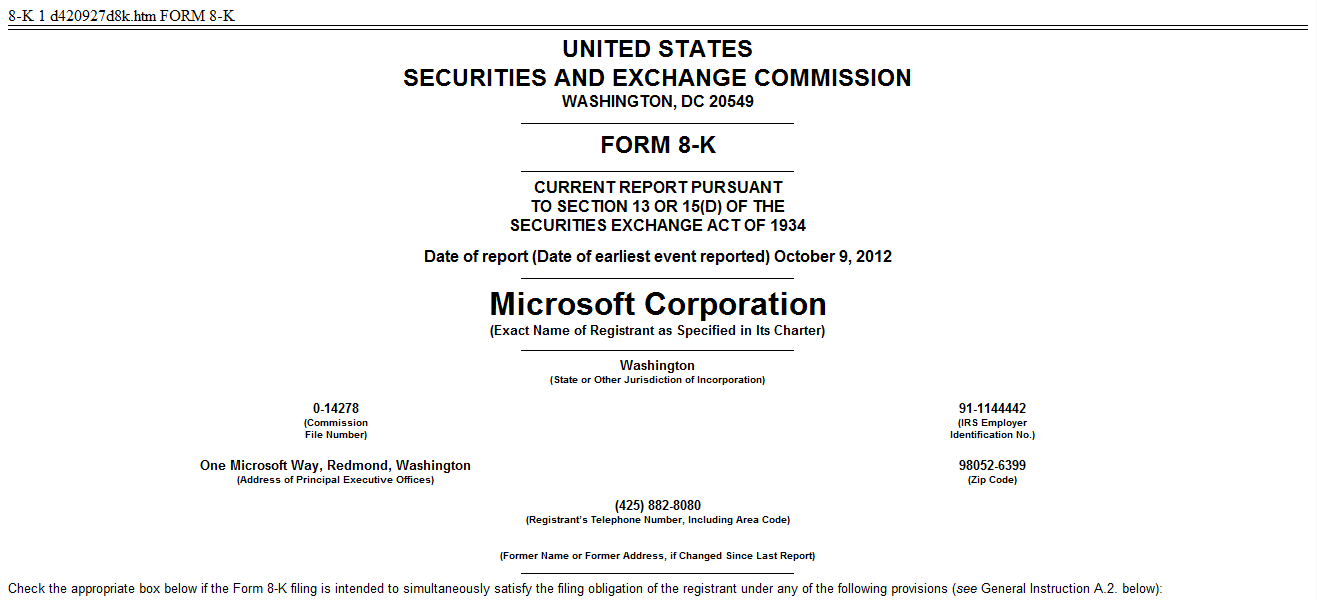 8-K 1 d420927d8k.htm FORM 8-K
UNITED STATES
SECURITIES AND EXCHANGE COMMISSION
WASHINGTON, DC 20549
FORM 8-K
CURRENT REPORT PURSUANT
TO SECTION 13 OR 15(D) OF THE
SECURITIES EXCHANGE ACT OF 1934
Date of report (Date of earliest event reported) October 9, 2012
Microsoft Corporation
(Exact Name of Registrant as Specified in Its Charter)
Washington
(State or Other Jurisdiction of Incorporation)
0-14278 91-1144442
(Commission (IRS Employer
File Number) Identification No.)
One Microsoft Way, Redmond, Washington 98052-6399
(Address of Principal Executive Offices) (Zip Code)
(425) 882-8080
(Registrant's Telephone Number, Including Area Code)
(Former Name or Former Address, if Changed Since Last Report)
Check the appropriate box below if the Form 8-K filing is intended to simultaneously satisfy the filing obligation of the registrant under any of the following provisions (see General Instruction A.2. below):